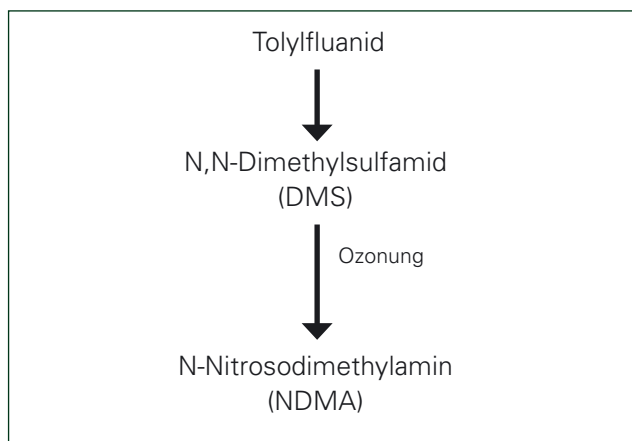 Tolylfluanid
N,N-Dimethylsulfamid
(DMS)
Ozonung
N-Nitrosodimethylamin
(NDMA)